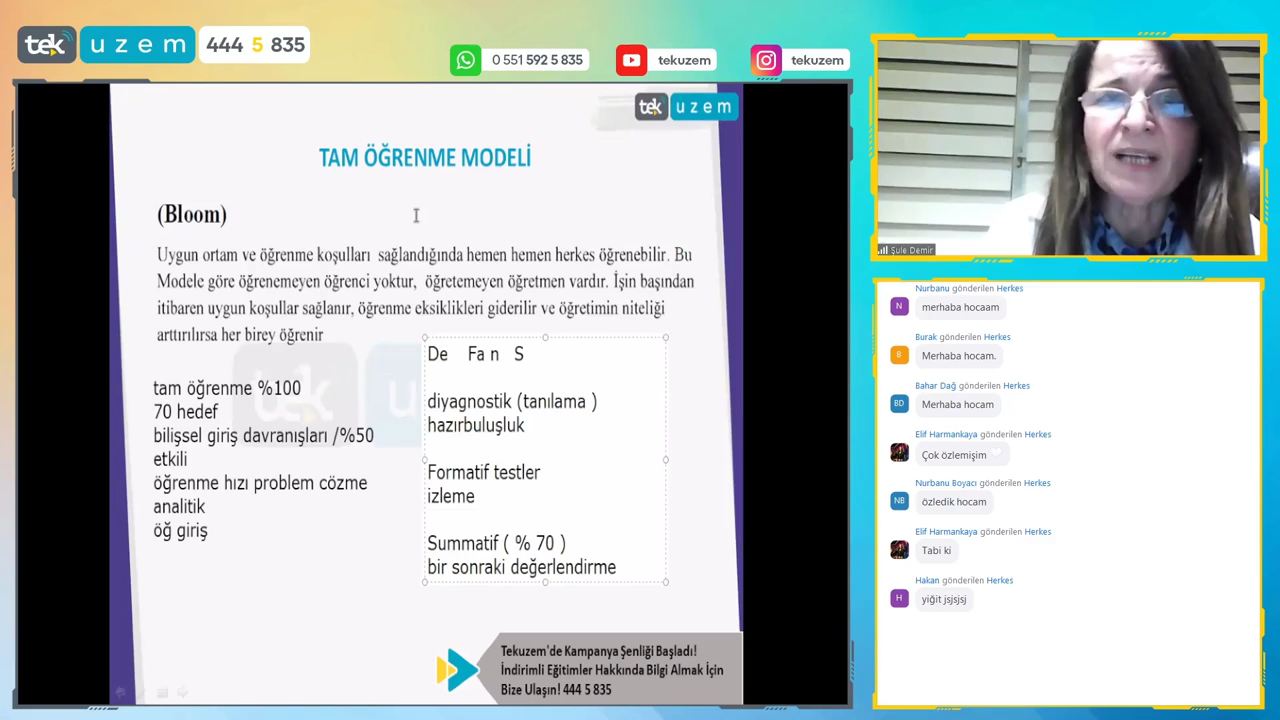 tek uzem 444 5 835
0 551 592 5 835 tekuzem tekuzem
tek uzem
TAM ÖĞRENME MODELİ
(Bloom)
Uygun ortam ve öğrenme koşulları sağlandığında hemen hemen herkes öğrenebilir. Bu
Modele göre öğrenemeyen öğrenci yoktur, öğretemeyen öğretmen vardır. İşin başından
itibaren uygun koşullar sağlanır, öğrenme eksiklikleri giderilir ve öğretimin niteliği
arttırılırsa her birey öğrenir
tam öğrenme %100
70 hedef
bilişsel giriş davranışları /%50
etkili
öğrenme hızı problem cözme
analitik
öğ giriş
De Fa n S
diyagnostik (tanılama )
hazırbuluşluk
Formatif testler
izleme
Summatif ( % 70 )
bir sonraki değerlendirme
Tekuzem'de Kampanya Şenliği Başladı!
İndirimli Eğitimler Hakkında Bilgi Almak İçin
Bize Ulaşın! 444 5 835
Şule Demir
Nurbanu gönderilen Herkes
N merhaba hocaam
Burak gönderilen Herkes
B Merhaba hocam.
Bahar Dağ gönderilen Herkes
BD Merhaba hocam
Elif Harmankaya gönderilen Herkes
Çok özlemişim
Nurbanu Boyacı gönderilen Herkes
NB özledik hocam
Elif Harmankaya gönderilen Herkes
Tabi ki
Hakan gönderilen Herkes
H yiğit jsjsjsj